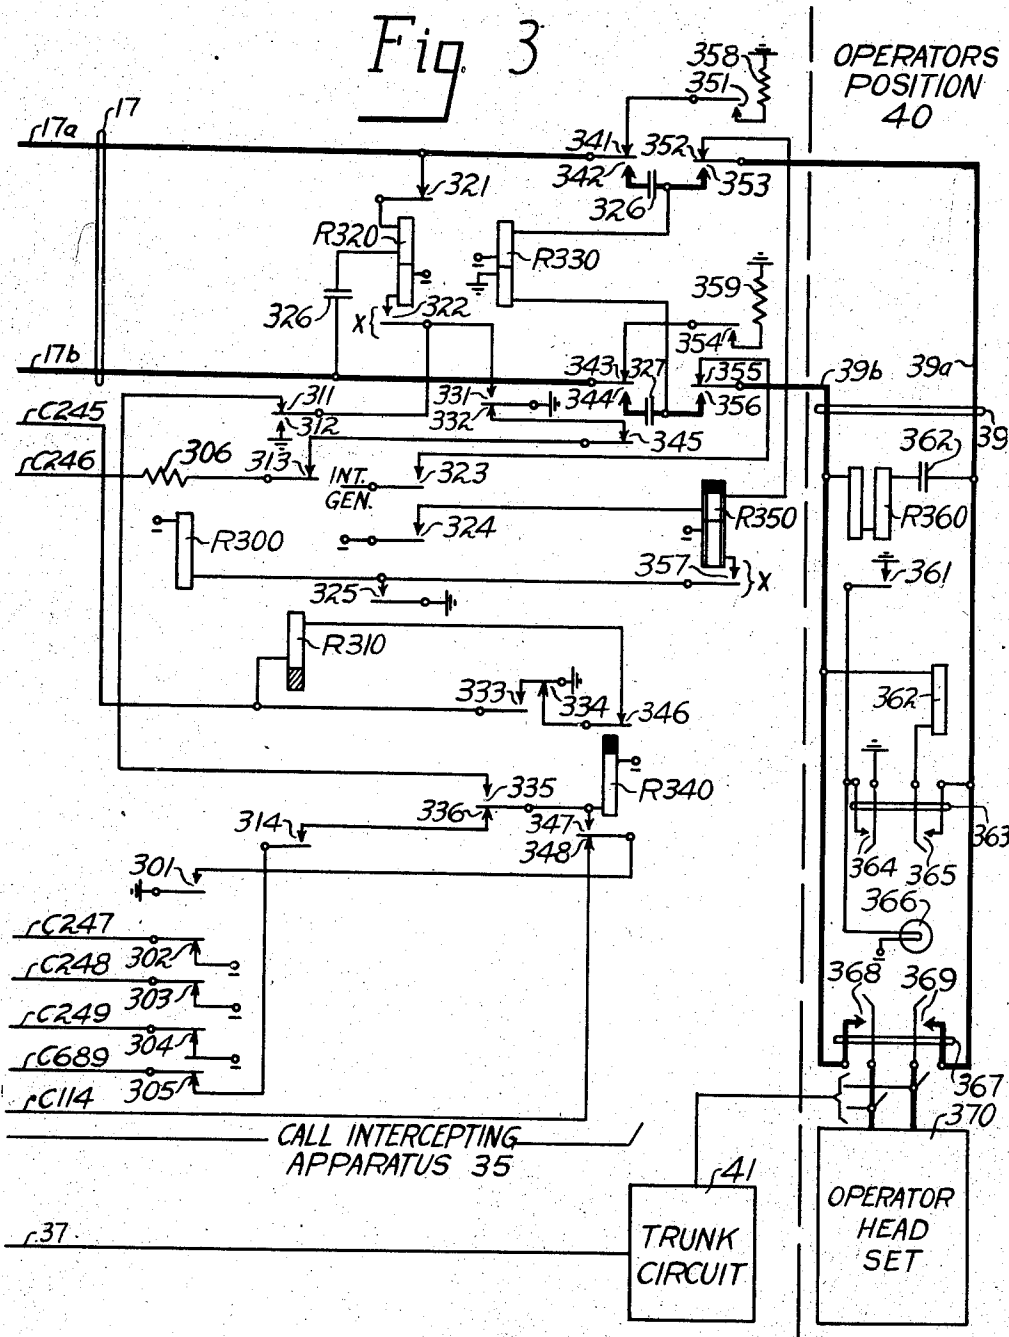 Fig. 3
OPERATORS
POSITION
40
17
17a
358
351
341
352
342
326
353
321
R320
R330
359
326
322
X
354
17b
343
327
355
39b
39a
344
356
311
312
331
332
345
39
C245
362
C246
306
313
INT.
GEN.
323
R350
R360
324
R300
357
X
361
325
R310
333
334
346
362
R340
335
336
347
348
314
363
364
365
301
366
C247
302
368
369
C248
303
C249
304
C689
305
367
C114
370
CALL INTERCEPTING
APPARATUS 35
41
OPERATOR
HEAD
SET
37
TRUNK
CIRCUIT